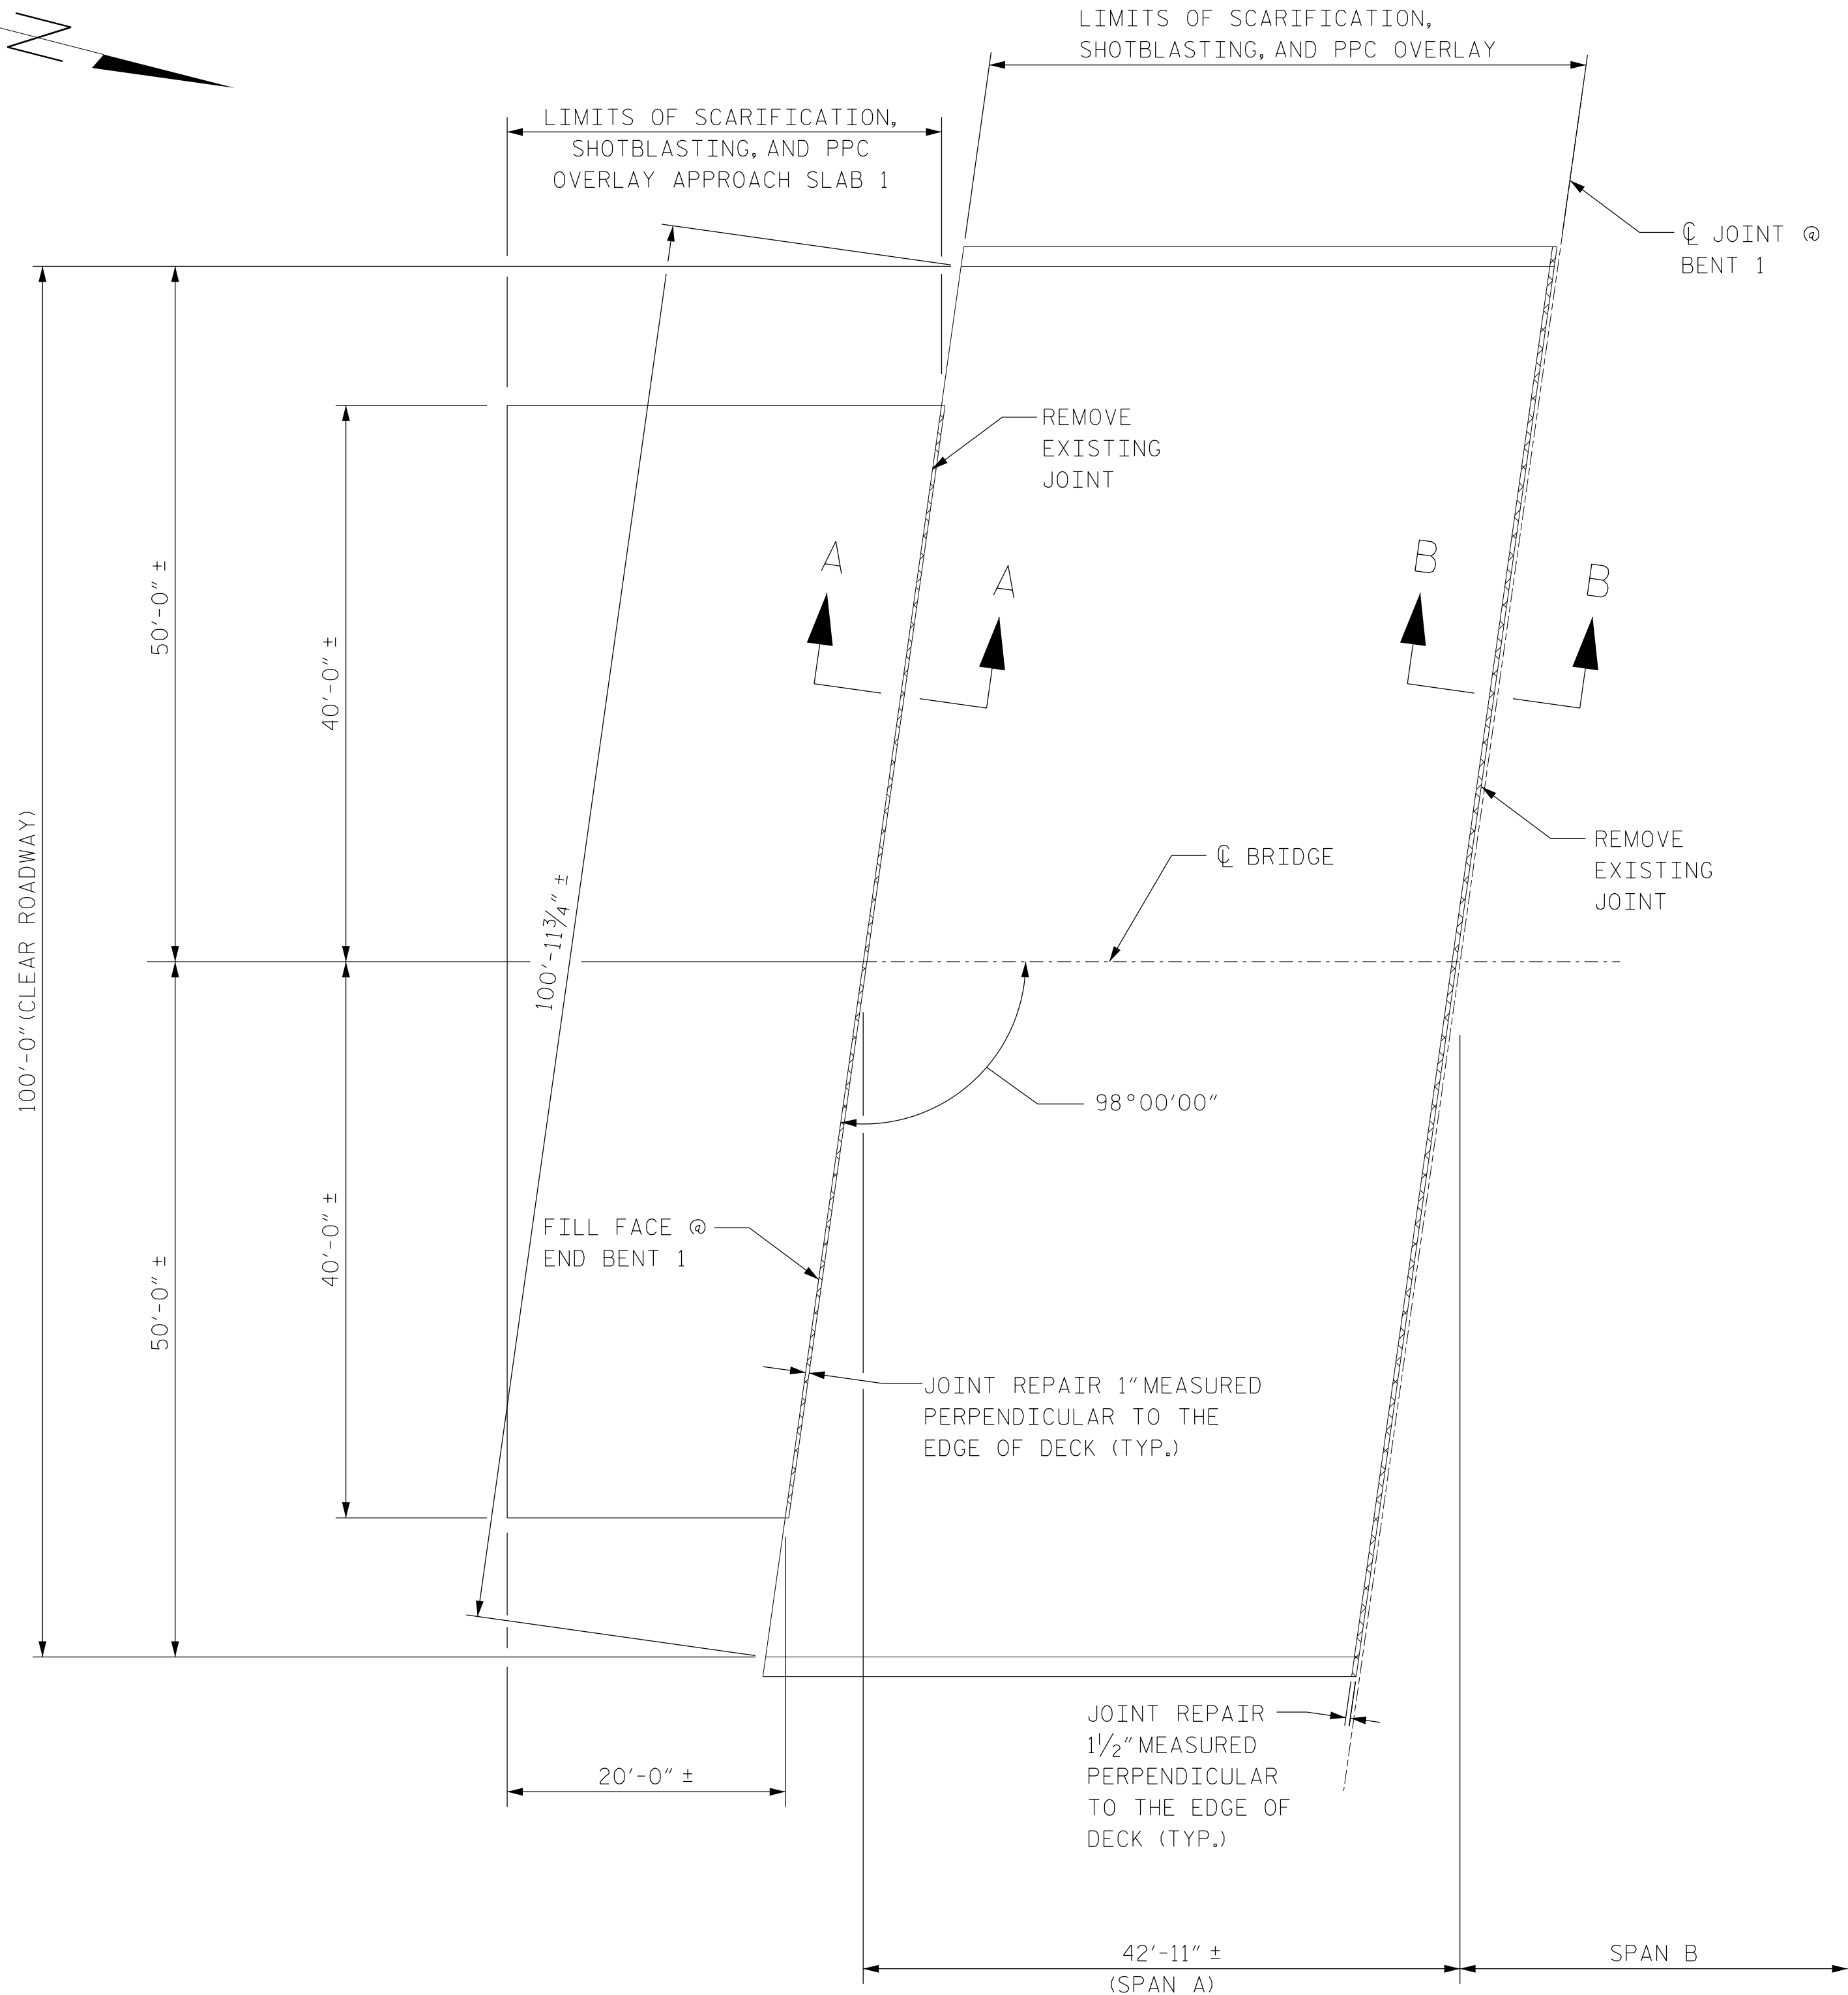 N
LIMITS OF SCARIFICATION,
SHOTBLASTING, AND PPC OVERLAY
LIMITS OF SCARIFICATION,
SHOTBLASTING, AND PPC
OVERLAY APPROACH SLAB 1
℄ JOINT @
BENT 1
REMOVE
EXISTING
JOINT
A
A
B
B
50'-0" ±
40'-0" ±
100'-0" (CLEAR ROADWAY)
100'-11¾" ±
℄ BRIDGE
REMOVE
EXISTING
JOINT
98°00'00"
FILL FACE @
END BENT 1
50'-0" ±
40'-0" ±
JOINT REPAIR 1" MEASURED
PERPENDICULAR TO THE
EDGE OF DECK (TYP.)
JOINT REPAIR
1½" MEASURED
PERPENDICULAR
TO THE EDGE OF
DECK (TYP.)
20'-0" ±
42'-11" ±
(SPAN A)
SPAN B